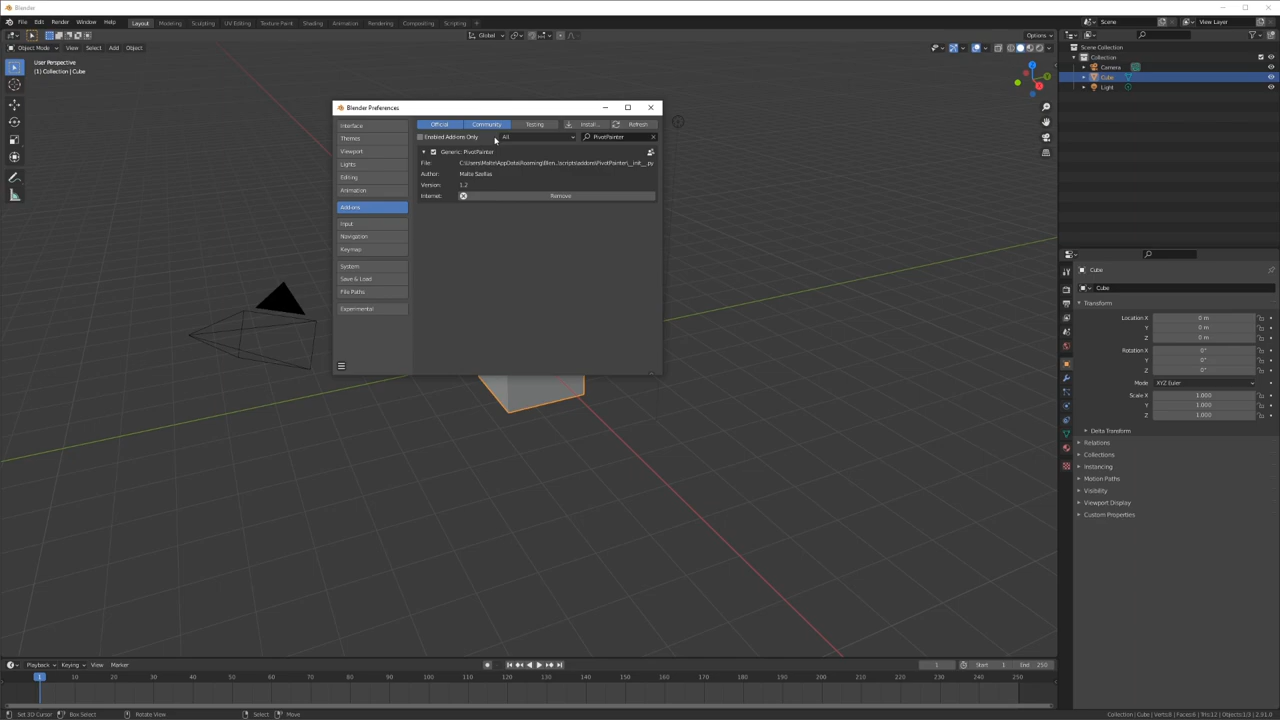 Blender
File Edit Render Window Help Layout Modeling Sculpting UV Editing Texture Paint Shading Animation Rendering Compositing Scripting + Scene View Layer
Global Options
Object Mode View Select Add Object
User Perspective
(1) Collection | Cube
Scene Collection
Collection
Camera
Cube
Light
Blender Preferences
Interface
Themes
Viewport
Lights
Editing
Animation
Add-ons
Input
Navigation
Keymap
System
Save & Load
File Paths
Experimental
Official Community Testing Install... Refresh
Enabled Add-ons Only All PivotPainter
Generic: PivotPainter
File: C:\Users\Malte\AppData\Roaming\Blen...\scripts\addons\PivotPainter\__init__.py
Author: Malte Szellas
Version: 1.2
Internet: Remove
Cube
Cube
Transform
Location X 0 m
Y 0 m
Z 0 m
Rotation X 0°
Y 0°
Z 0°
Mode XYZ Euler
Scale X 1.000
Y 1.000
Z 1.000
Delta Transform
Relations
Collections
Instancing
Motion Paths
Visibility
Viewport Display
Custom Properties
Playback Keying View Marker 1 Start 1 End 250
1 10 20 30 40 50 60 70 80 90 100 110 120 130 140 150 160 170 180 190 200 210 220 230 240 250
Set 3D Cursor Box Select Rotate View Select Move Collection | Cube | Verts:8 | Faces:6 | Tris:12 | Objects:1/3 | 2.91.0